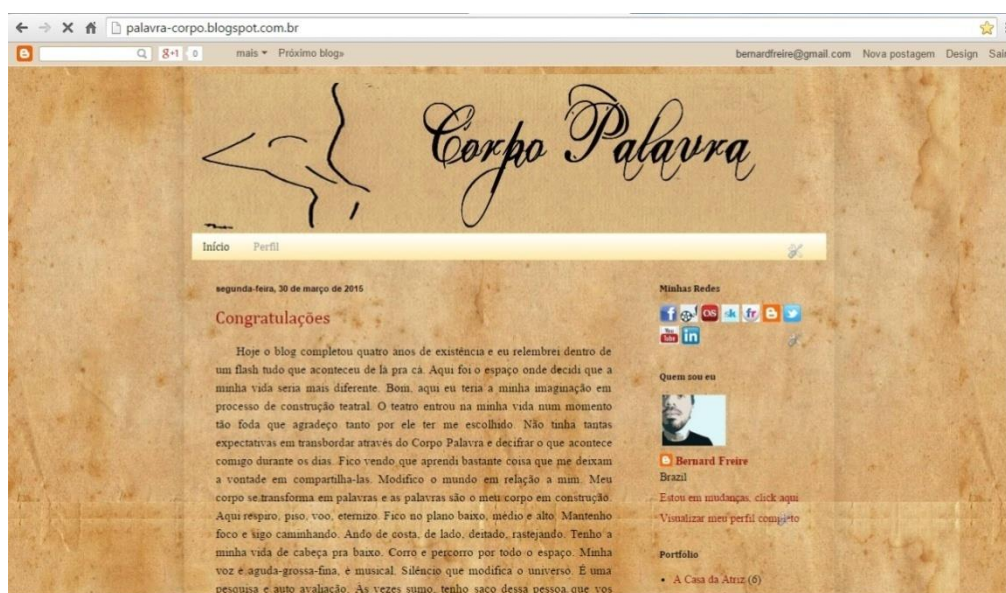 palavra-corpo.blogspot.com.br
g+1 0 mais Próximo blog» bernardfreire@gmail.com Nova postagem Design Sair
Corpo Palavra
Início Perfil
segunda-feira, 30 de março de 2015
Congratulações
Hoje o blog completou quatro anos de existência e eu relembrei dentro de
um flash tudo que aconteceu de lá pra cá. Aqui foi o espaço onde decidi que a
minha vida seria mais diferente. Bom, aqui eu teria a minha imaginação em
processo de construção teatral. O teatro entrou na minha vida num momento
tão foda que agradeço tanto por ele ter me escolhido. Não tinha tantas
expectativas em transbordar através do Corpo Palavra e decifrar o que acontece
comigo durante os dias. Fico vendo que aprendi bastante coisa que me deixam
a vontade em compartilha-las. Modifico o mundo em relação a mim. Meu
corpo se transforma em palavras e as palavras são o meu corpo em construção.
Aqui respiro, piso, voo, eternizo. Fico no plano baixo, médio e alto. Mantenho
foco e sigo caminhando. Ando de costa, de lado, deitado, rastejando. Tenho a
minha vida de cabeça pra baixo. Corro e percorro por todo o espaço. Minha
voz é aguda-grossa-fina, é musical. Silêncio que modifica o universo. É uma
pesquisa e auto avaliação. Às vezes sumo, tenho saco dessa pessoa que vos
Minhas Redes
f os sk fr B
You Tube in
Quem sou eu
Bernard Freire
Brazil
Estou em mudanças, click aqui
Visualizar meu perfil completo
Portfólio
A Casa da Atriz (6)